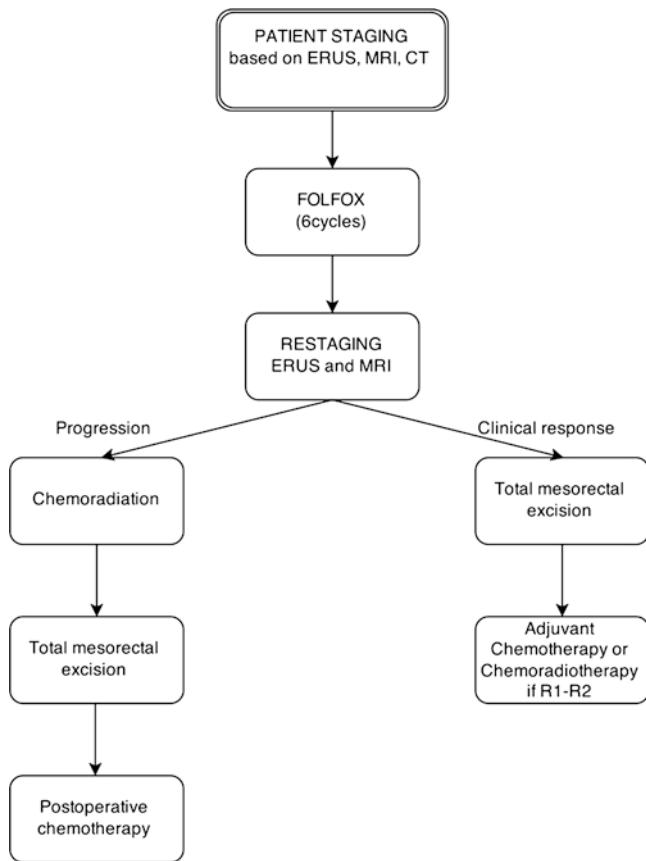 PATIENT STAGING
based on ERUS, MRI, CT
FOLFOX
(6cycles)
RESTAGING
ERUS and MRI
Progression
Clinical response
Chemoradiation
Total mesorectal
excision
Total mesorectal
excision
Adjuvant
Chemotherapy or
Chemoradiotherapy
if R1-R2
Postoperative
chemotherapy